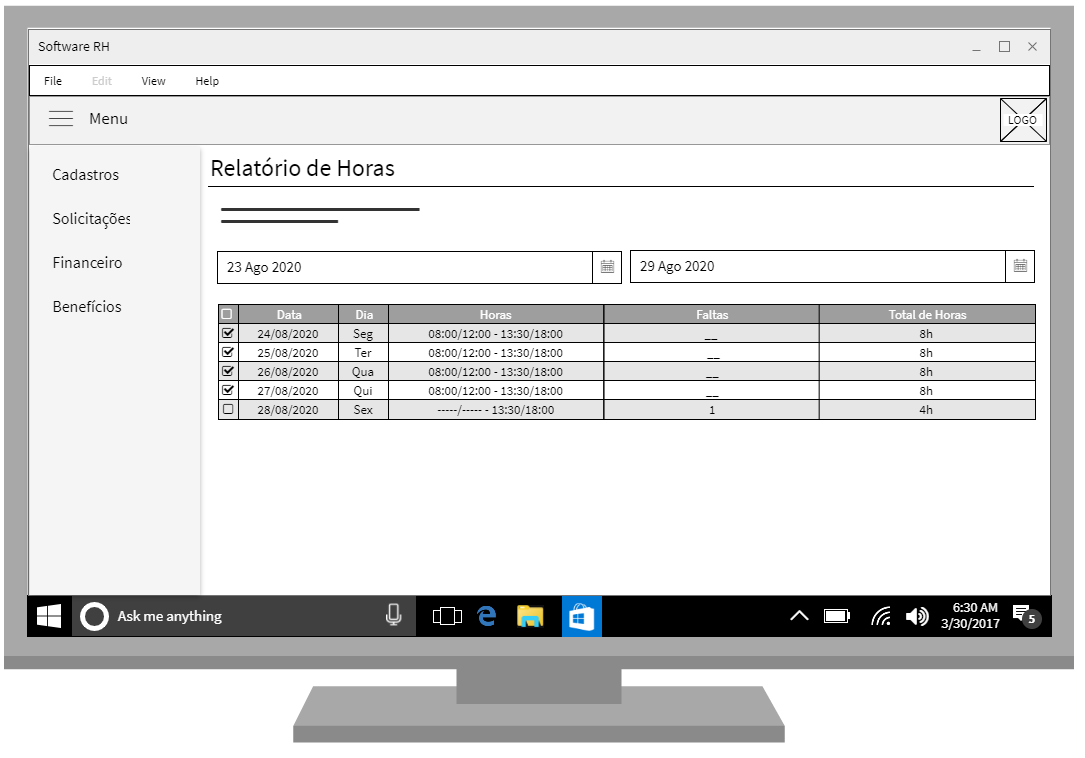 Software RH
File Edit View Help
Menu
LOGO
Cadastros
Solicitações
Financeiro
Benefícios
Relatório de Horas
23 Ago 2020
29 Ago 2020
Data Dia Horas Faltas Total de Horas
24/08/2020 Seg 08:00/12:00 - 13:30/18:00 __ 8h
25/08/2020 Ter 08:00/12:00 - 13:30/18:00 __ 8h
26/08/2020 Qua 08:00/12:00 - 13:30/18:00 __ 8h
27/08/2020 Qui 08:00/12:00 - 13:30/18:00 __ 8h
28/08/2020 Sex -----/----- - 13:30/18:00 1 4h
Ask me anything
6:30 AM
3/30/2017
5